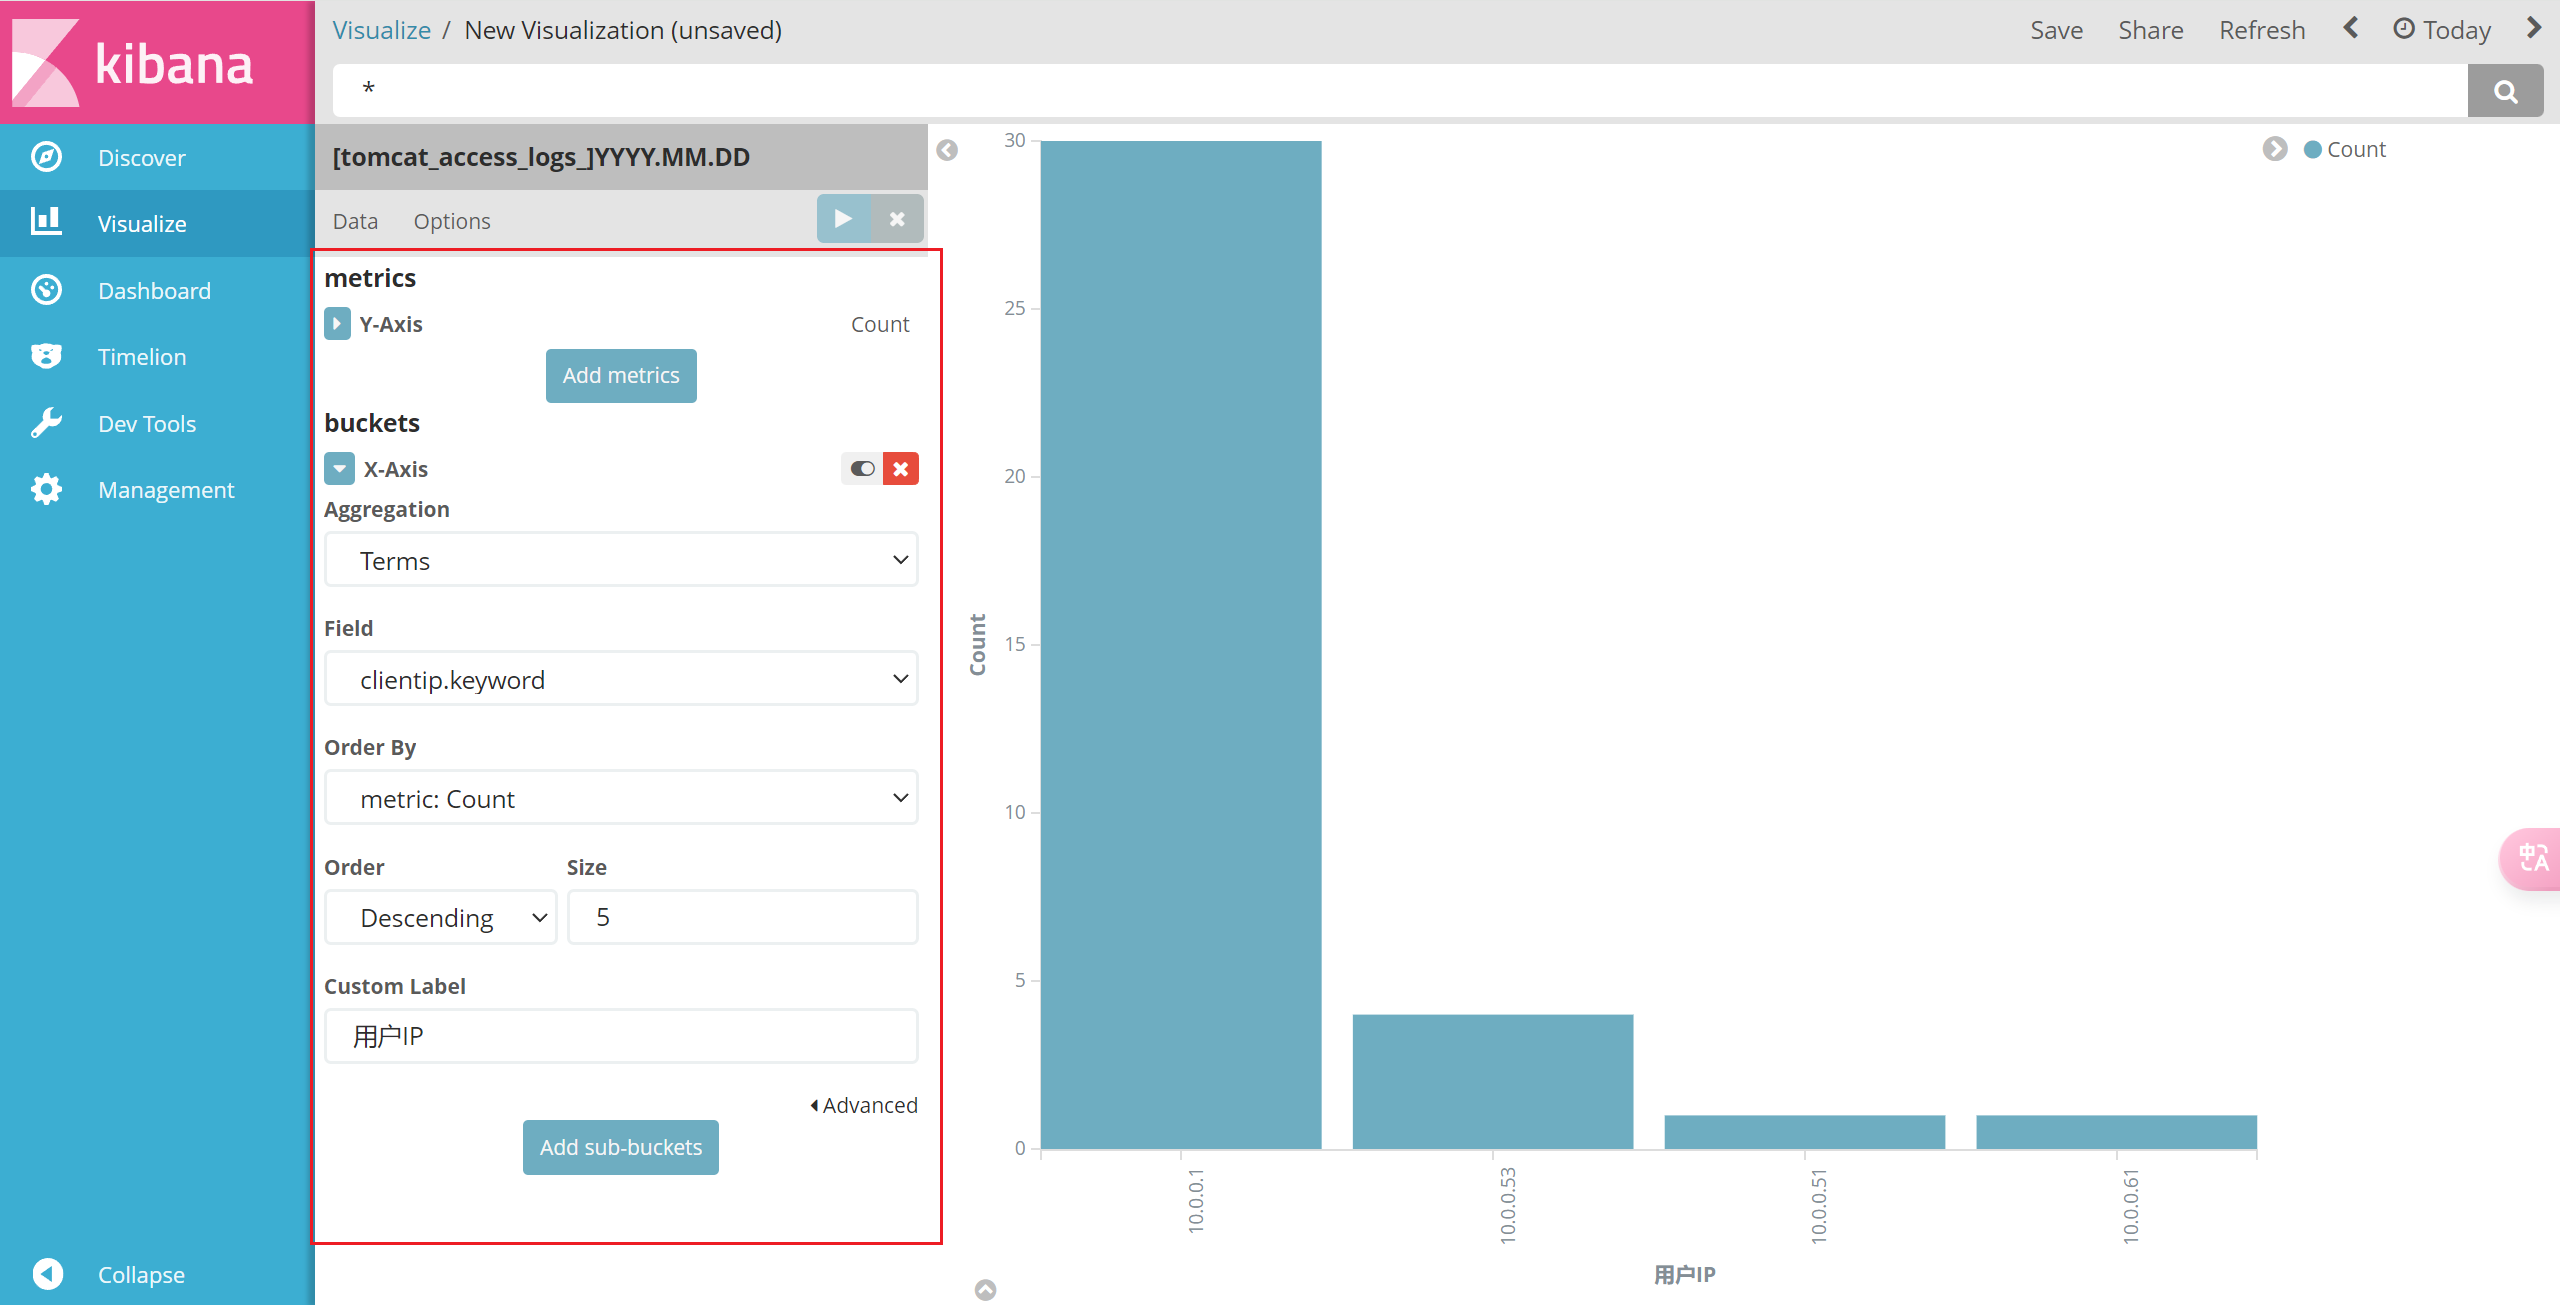 kibana
Visualize / New Visualization (unsaved)
Save Share Refresh Today
*
Discover
Visualize
Dashboard
Timelion
Dev Tools
Management
Collapse
[tomcat_access_logs_]YYYY.MM.DD
Data Options
metrics
Y-Axis Count
Add metrics
buckets
X-Axis
Aggregation
Terms
Field
clientip.keyword
Order By
metric: Count
Order Size
Descending 5
Custom Label
用户IP
Advanced
Add sub-buckets
Count
30
25
20
15
10
5
0
Count
10.0.0.1
10.0.0.53
10.0.0.51
10.0.0.61
用户IP
中A